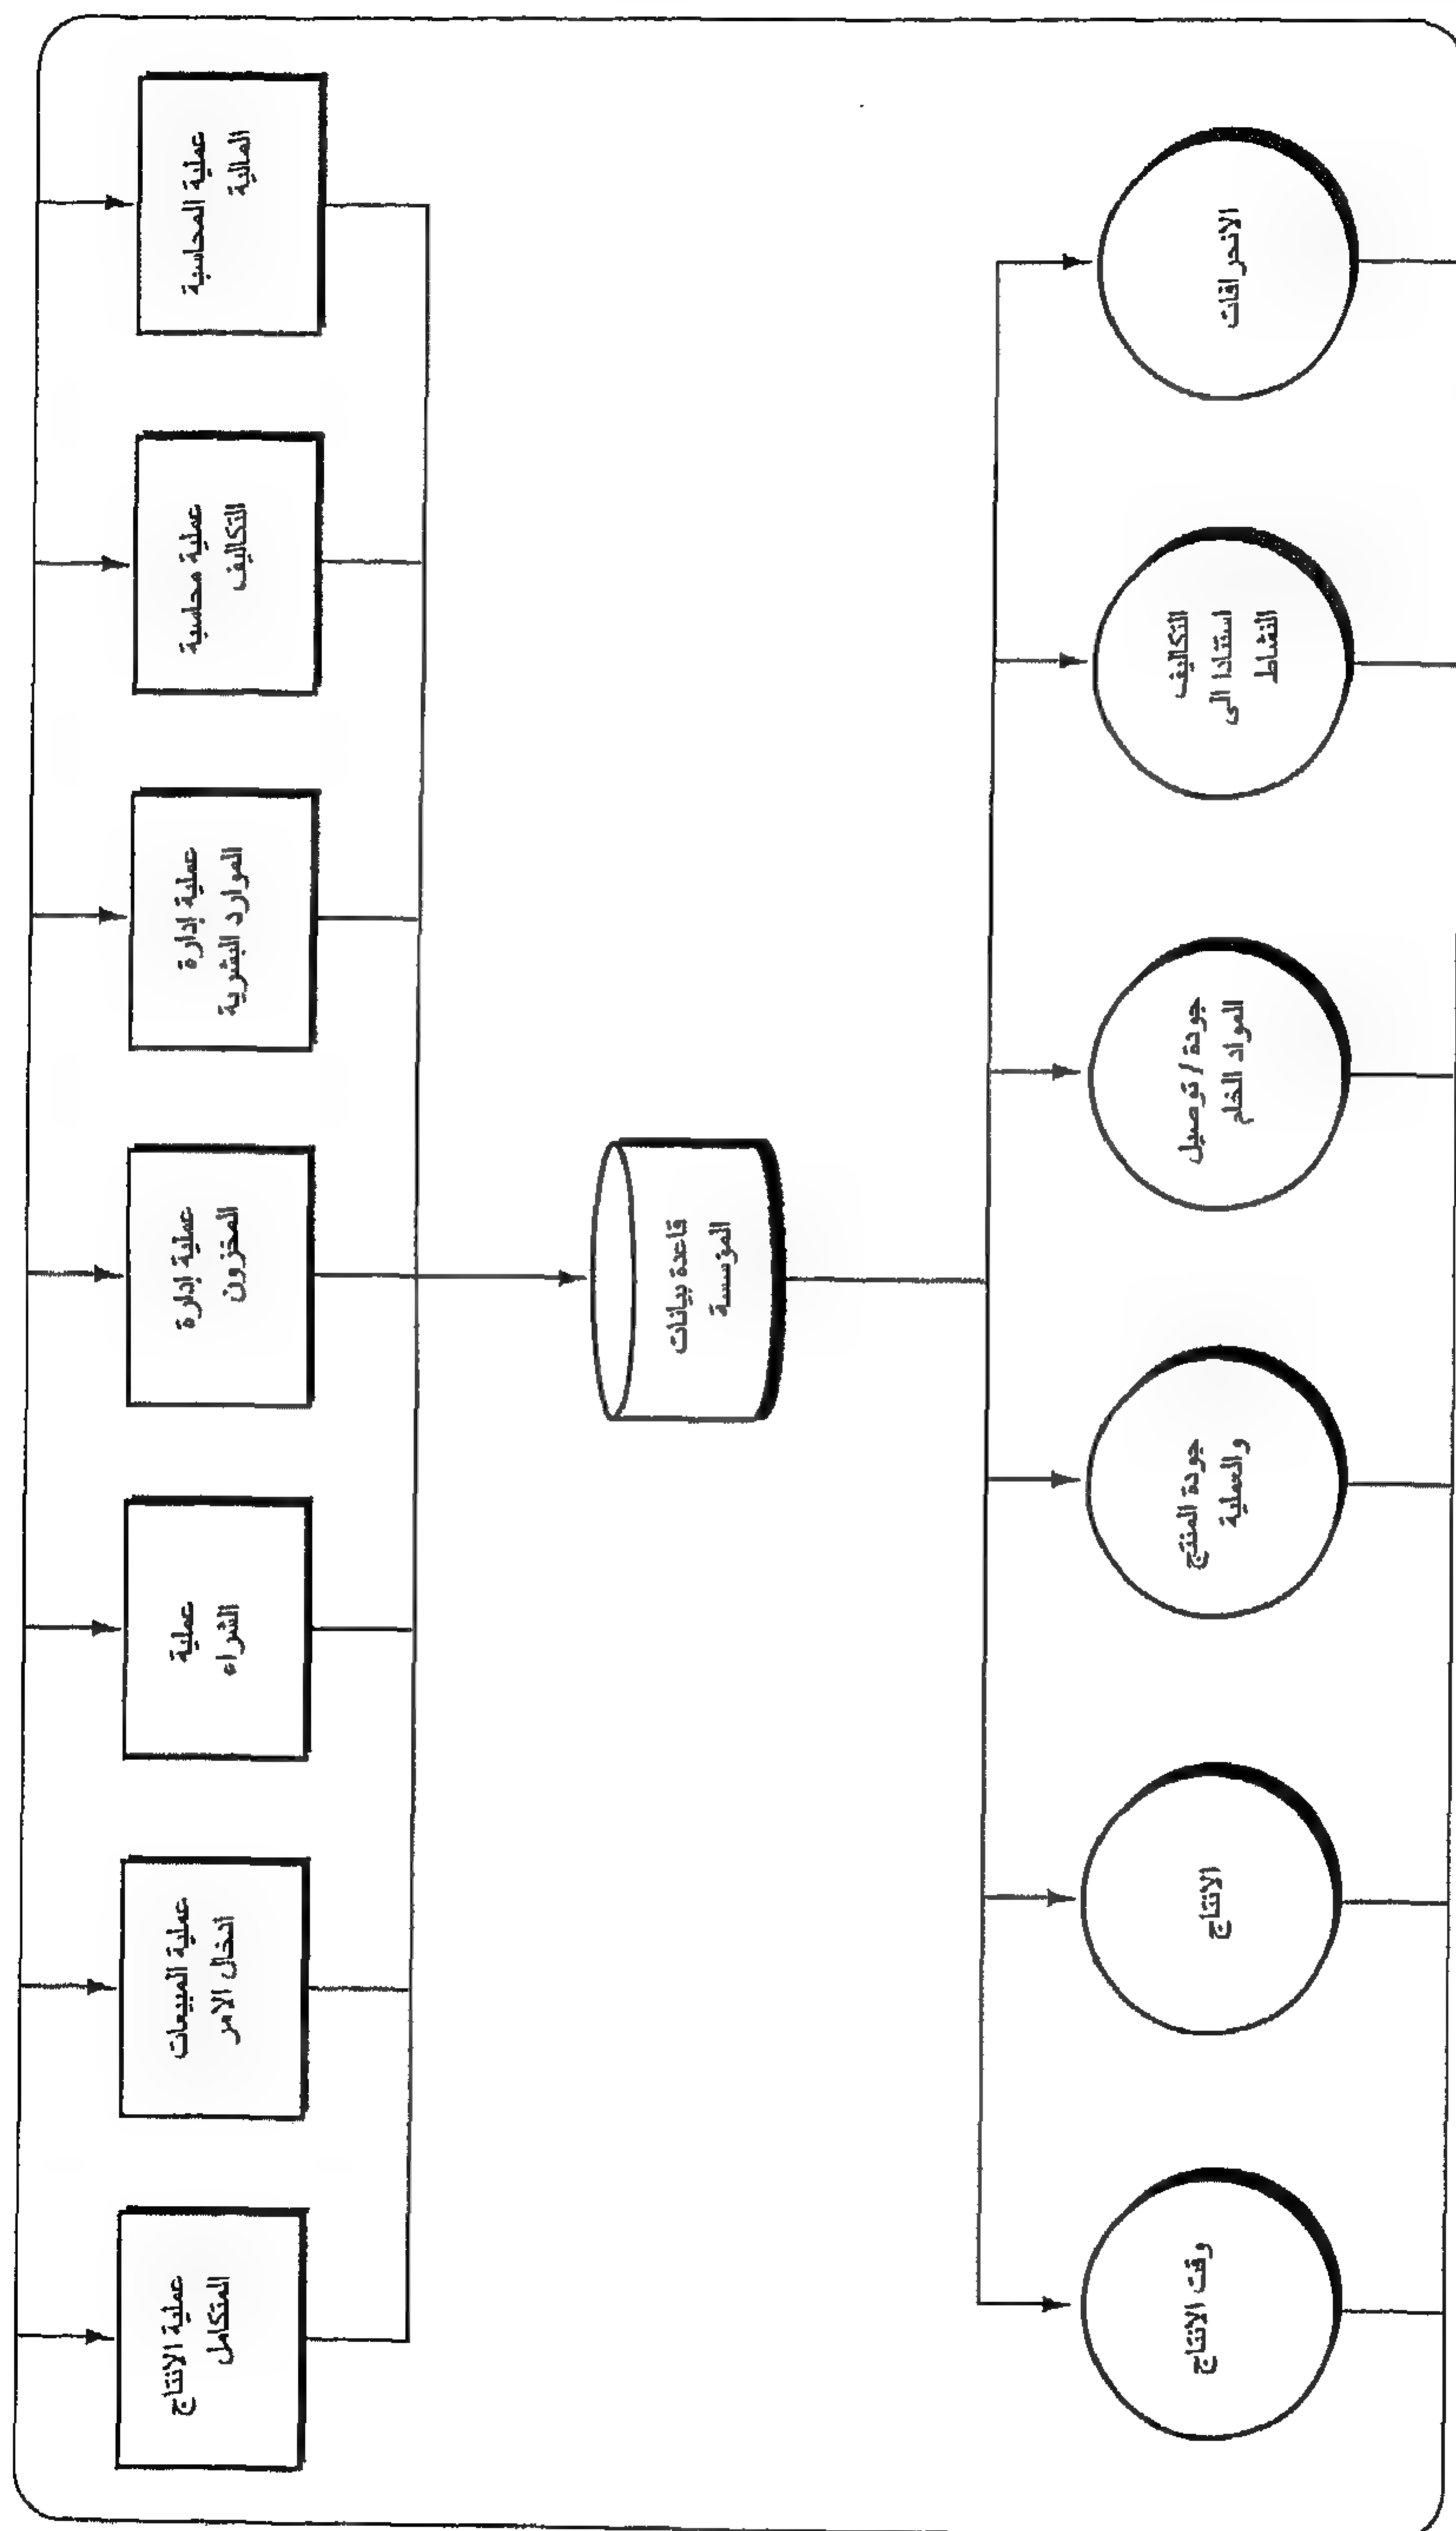 عملية المحاسبة
المالية
عملية محاسبة
التكاليف
عملية إدارة
الموارد البشرية
عملية إدارة
المخزون
عملية
الشراء
عملية المبيعات
ادخال الامر
عملية الانتاج
المتكامل
قاعدة بيانات
المؤسسة
الانحرافات
التكاليف
استنادا الى
النشاط
جودة / توصيل
المواد الخام
جودة المنتج
والعملية
الانتاج
وقت الانتاج